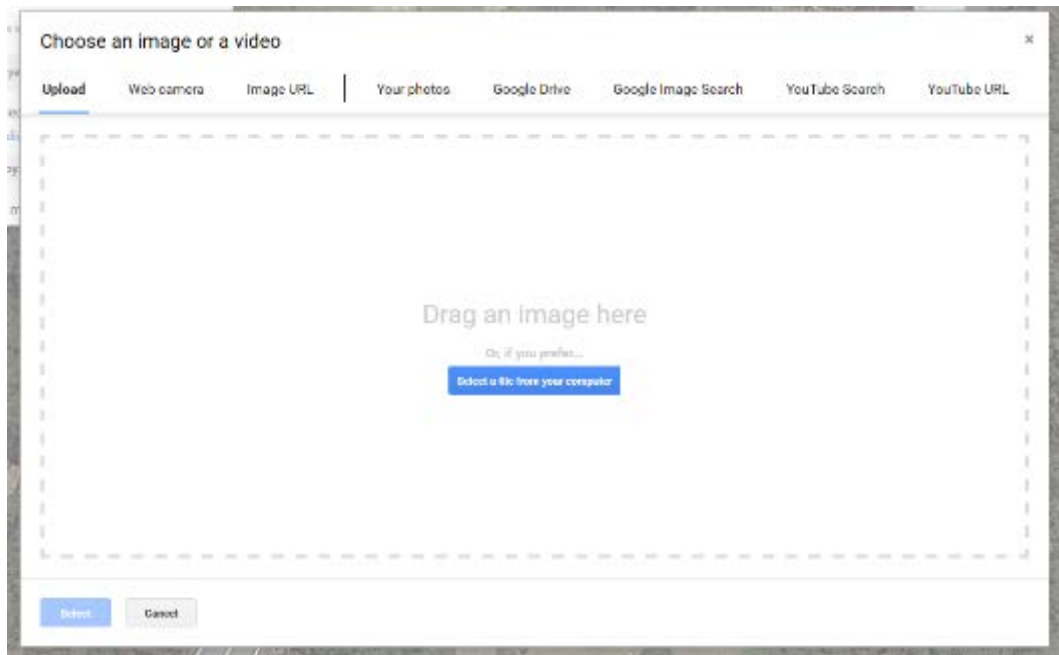 Choose an image or a video
×
Upload Web camera Image URL Your photos Google Drive Google Image Search YouTube Search YouTube URL
Drag an image here
Or, if you prefer...
Select a file from your computer
Select Cancel